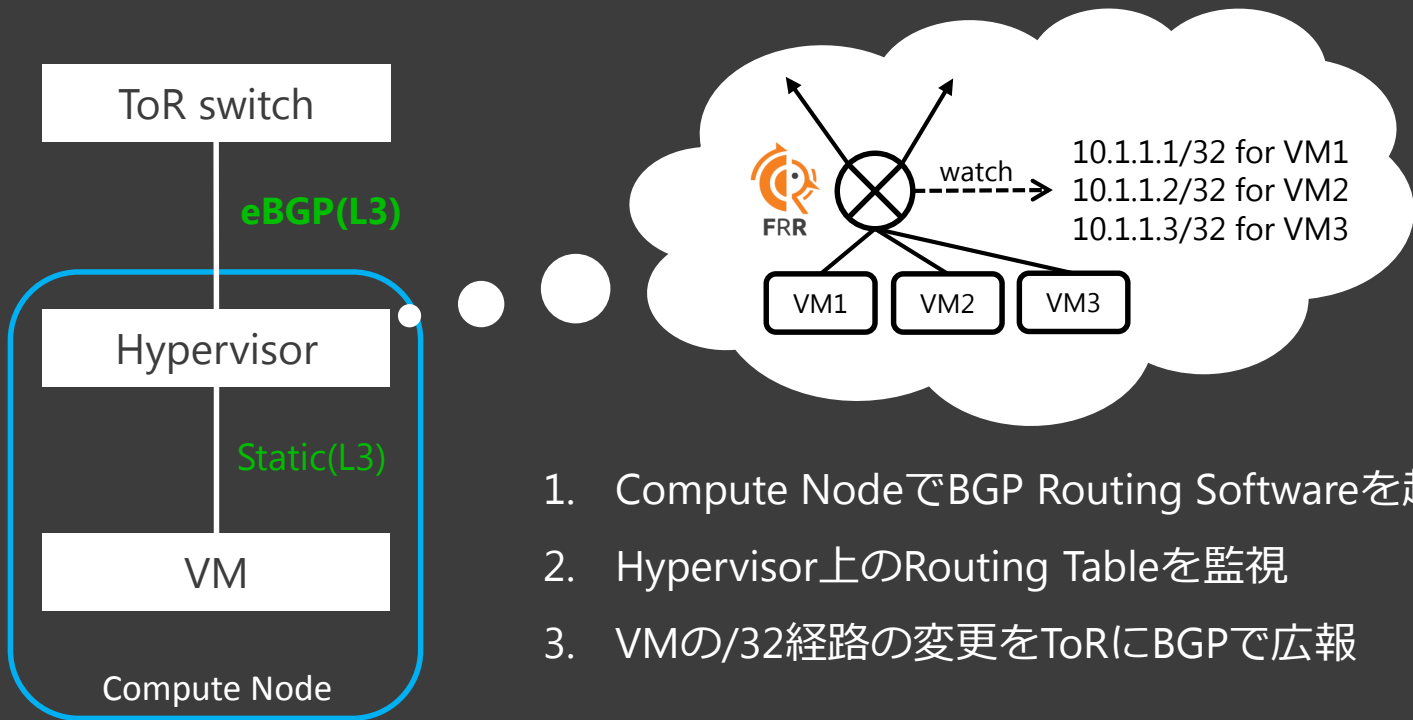 ToR switch
eBGP(L3)
Hypervisor
Static(L3)
VM
Compute Node
FRR
watch
10.1.1.1/32 for VM1
10.1.1.2/32 for VM2
10.1.1.3/32 for VM3
VM1
VM2
VM3
1. Compute NodeでBGP Routing Softwareを
2. Hypervisor上のRouting Tableを監視
3. VMの/32経路の変更をToRにBGPで広報